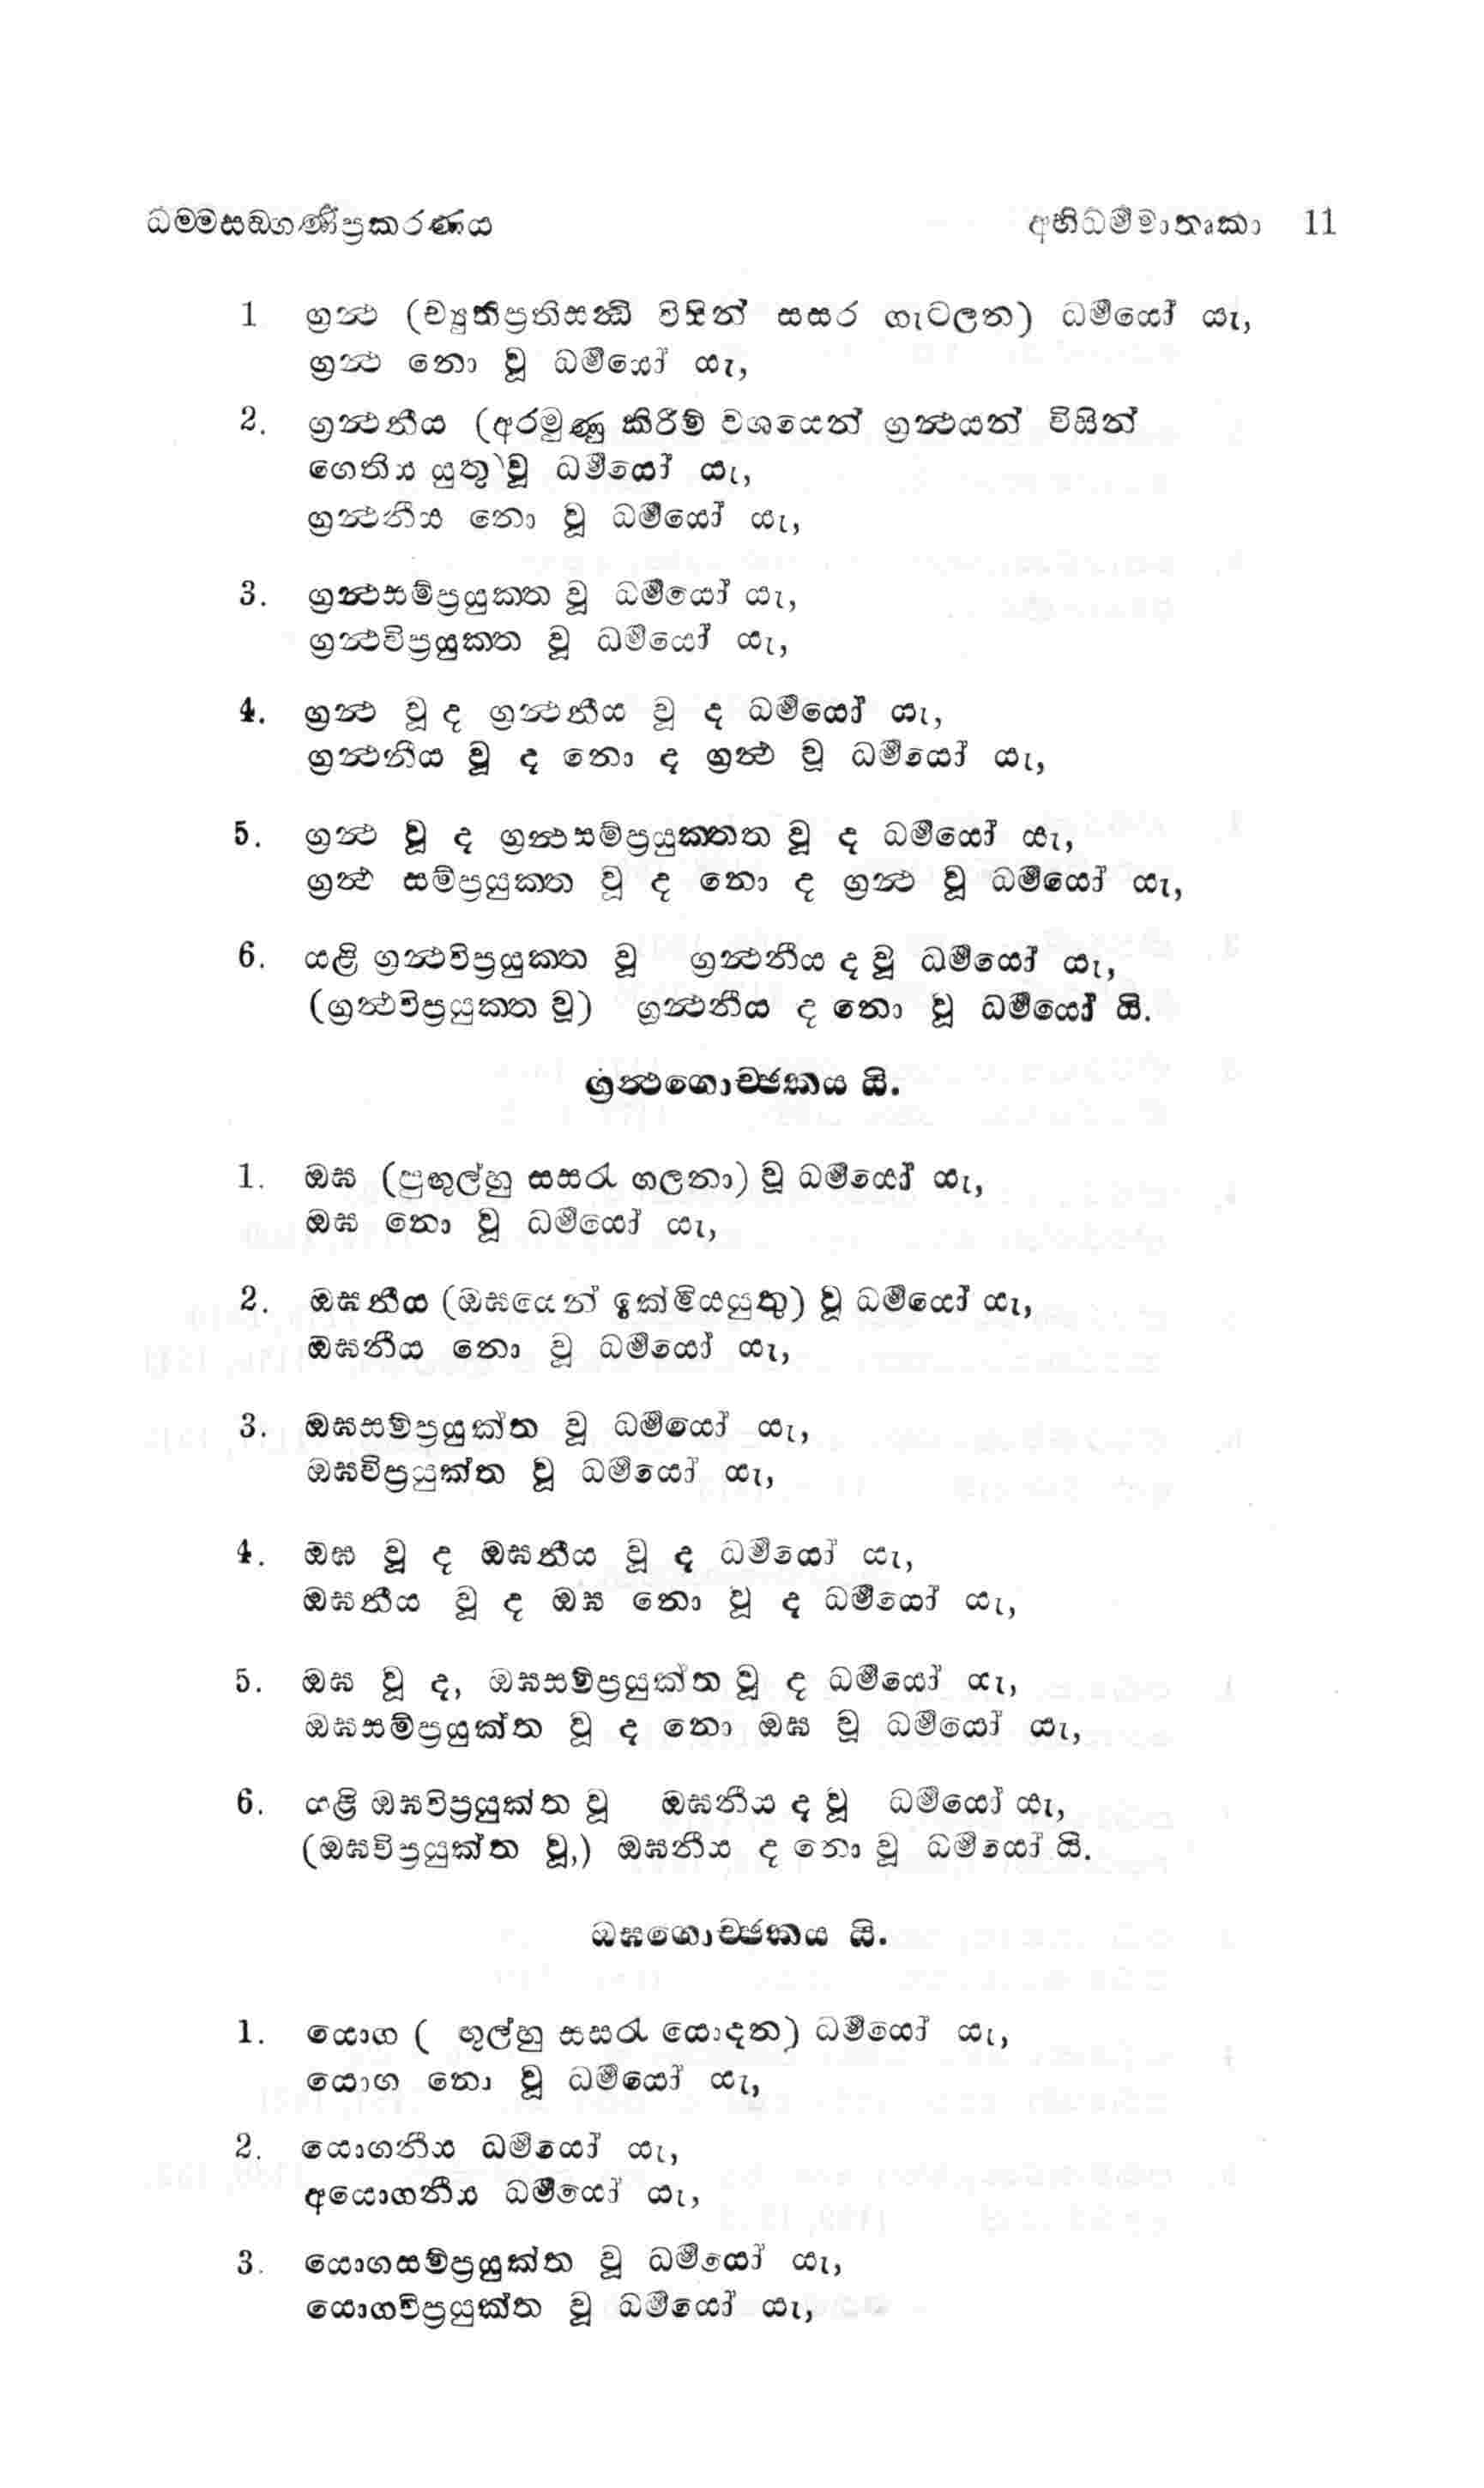 ධම්මසඞ්ගණීප්‍රකරණය අභිධර්‍මමාතෘකා 11
1 ග්‍රන්‍ථ (ච්‍යුතිප්‍රතිසන්‍ධි විසින් සසර ගැටලන) ධර්‍මයෝ යැ,
ග්‍රන්‍ථ නො වූ ධර්‍මයෝ යැ,
2. ග්‍රන්‍ථනීය (අරමුණු කිරීම් වශයෙන් ග්‍රන්‍ථයන් විසින්
ගෙතිය යුතු වූ ධර්‍මයෝ යැ,
ග්‍රන්‍ථනීය නො වූ ධර්‍මයෝ යැ,
3. ග්‍රන්‍ථසම්ප්‍රයුක්‍ත වූ ධර්‍මයෝ යැ,
ග්‍රන්‍ථවිප්‍රයුක්‍ත වූ ධර්‍මයෝ යැ,
4. ග්‍රන්‍ථ වූ ද ග්‍රන්‍ථනීය වූ ද ධර්‍මයෝ යැ,
ග්‍රන්‍ථනීය වූ ද නො ද ග්‍රන්‍ථ වූ ධර්‍මයෝ යැ,
5. ග්‍රන්‍ථ වූ ද ග්‍රන්‍ථසම්ප්‍රයුක්‍තත වූ ද ධර්‍මයෝ යැ,
ග්‍රන්‍ථ සම්ප්‍රයුක්‍ත වූ ද නො ද ග්‍රන්‍ථ වූ ධර්‍මයෝ යැ,
6. යළි ග්‍රන්‍ථවිප්‍රයුක්‍ත වූ ග්‍රන්‍ථනීය ද වූ ධර්‍මයෝ යැ,
(ග්‍රන්‍ථවිප්‍රයුක්‍ත වූ) ග්‍රන්‍ථනීය ද නො වූ ධර්‍මයෝ යි.
ග්‍රන්‍ථගොච්ඡකය යි.
1. ඔඝ (පුඟුල්හු සසරැ ගලනා) වූ ධර්‍මයෝ යැ,
ඔඝ නො වූ ධර්‍මයෝ යැ,
2. ඔඝනීය (ඔඝයෙන් ඉක්මියයුතු) වූ ධර්‍මයෝ යැ,
ඔඝනීය නො වූ ධර්‍මයෝ යැ,
3. ඔඝසම්ප්‍රයුක්ත වූ ධර්‍මයෝ යැ,
ඔඝවිප්‍රයුක්ත වූ ධර්‍මයෝ යැ,
4. ඔඝ වූ ද ඔඝනීය වූ ද ධර්‍මයෝ යැ,
ඔඝනීය වූ ද ඔඝ නො වූ ද ධර්‍මයෝ යැ,
5. ඔඝ වූ ද, ඔඝසම්ප්‍රයුක්ත වූ ද ධර්‍මයෝ යැ,
ඔඝසම්ප්‍රයුක්ත වූ ද නො ඔඝ වූ ධර්‍මයෝ යැ,
6. යළි ඔඝවිප්‍රයුක්ත වූ ඔඝනීය ද වූ ධර්‍මයෝ යැ,
(ඔඝවිප්‍රයුක්ත වූ,) ඔඝනීය ද නො වූ ධර්‍මයෝ යි.
ඔඝගොච්ඡකය යි.
1. යොග ( ඟුල්හු සසරැ යොදන) ධර්‍මයෝ යැ,
යොග නො වූ ධර්‍මයෝ යැ,
2. යොගනීය ධර්‍මයෝ යැ,
අයොගනීය ධර්‍මයෝ යැ,
3. යොගසම්ප්‍රයුක්ත වූ ධර්‍මයෝ යැ,
යොගවිප්‍රයුක්ත වූ ධර්‍මයෝ යැ,